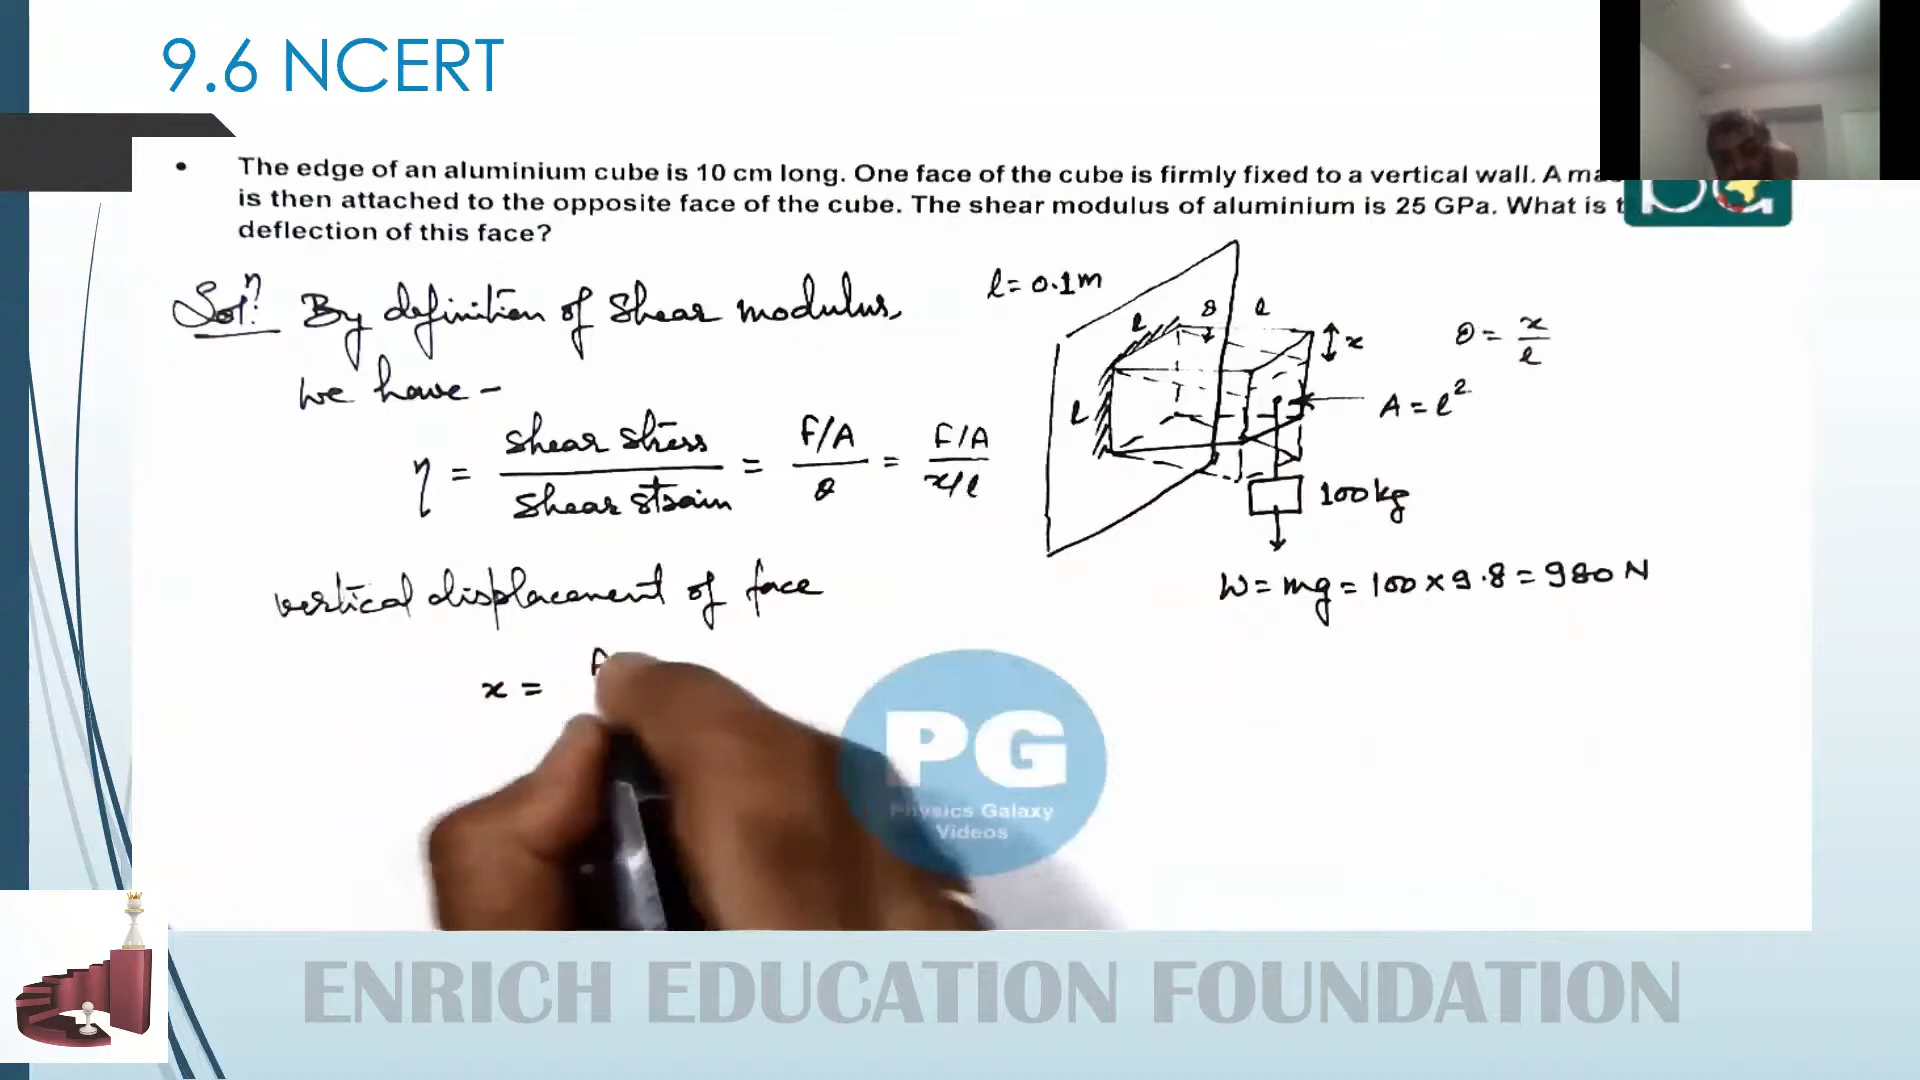 9.6 NCERT
• The edge of an aluminium cube is 10 cm long. One face of the cube is firmly fixed to a vertical wall. A
is then attached to the opposite face of the cube. The shear modulus of aluminium is 25 GPa. What is
deflection of this face?
Solⁿ By definition of Shear modulus,
we have –
η = shear stress / shear strain = F/A / θ = F/A / x/l
vertical displacement of face
x =
l = 0.1m
l
θ
l
x
θ = x/l
l
A = l²
100 kg
W = mg = 100 × 9.8 = 980 N
PG
Physics Galaxy
Videos
ENRICH EDUCATION FOUNDATION